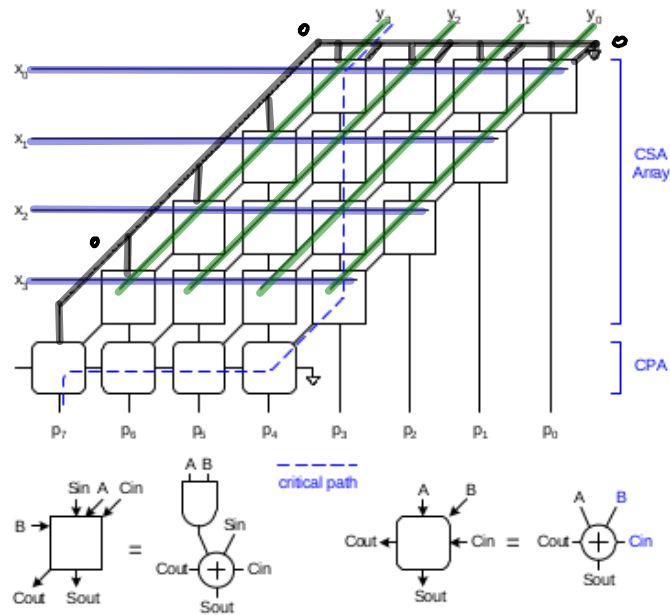 y₃ y₂ y₁ y₀
0 0
x₀
x₁
x₂
0
x₃
CSA
Array
CPA
p₇ p₆ p₅ p₄ p₃ p₂ p₁ p₀
critical path
A B
Sin A Cin
Sin
B
=
Cout Cin
Cout Sout
Sout
A B
Cout Cin
=
Sout
A B
Cout Cin
Sout